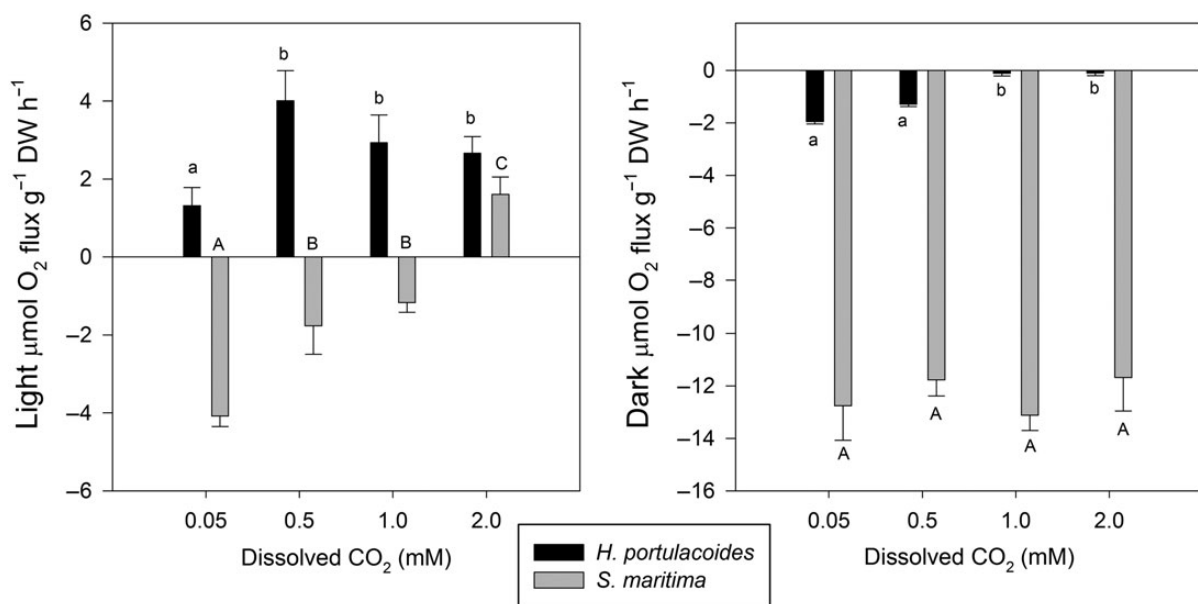 Light μmol O₂ flux g⁻¹ DW h⁻¹
6
4
2
0
–2
–4
–6
a
A
b
B
b
B
b
C
0.05 0.5 1.0 2.0
Dissolved CO₂ (mM)
Dark μmol O₂ flux g⁻¹ DW h⁻¹
0
–2
–4
–6
–8
–10
–12
–14
–16
a
A
a
A
b
A
b
A
0.05 0.5 1.0 2.0
Dissolved CO₂ (mM)
H. portulacoides
S. maritima